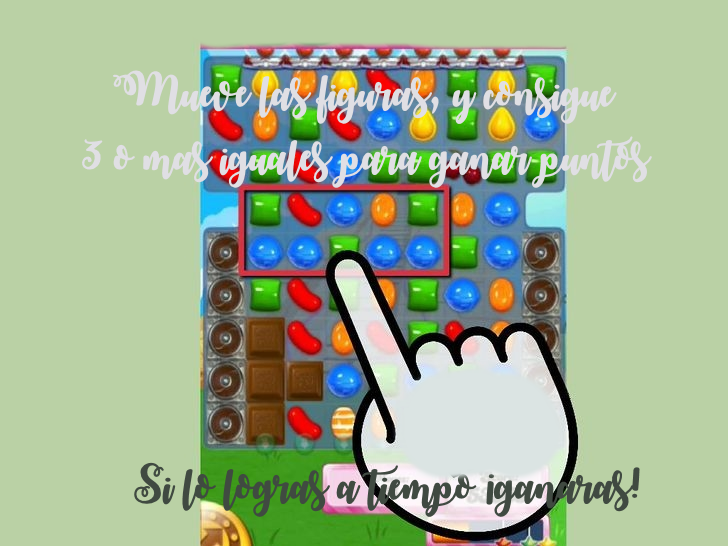 Mueve las figuras, y consigue
3 o mas iguales para ganar puntos
Si lo logras a tiempo ¡ganaras!